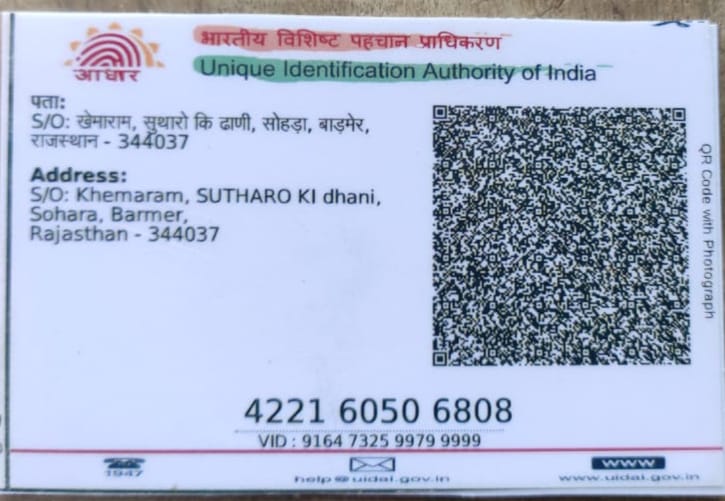 भारतीय विशिष्ट पहचान प्राधिकरण
आधार
Unique Identification Authority of India
पता:
S/O: खेमाराम, सुथारो कि ढाणी, सोहडा, बाड़मेर,
राजस्थान - 344037
Address:
S/O: Khemaram, SUTHARO KI dhani,
Sohara, Barmer,
Rajasthan - 344037
QR Code with Photograph
4221 6050 6808
VID : 9164 7325 9979 9999
1947
help@uidai.gov.in
WWW
www.uidai.gov.in